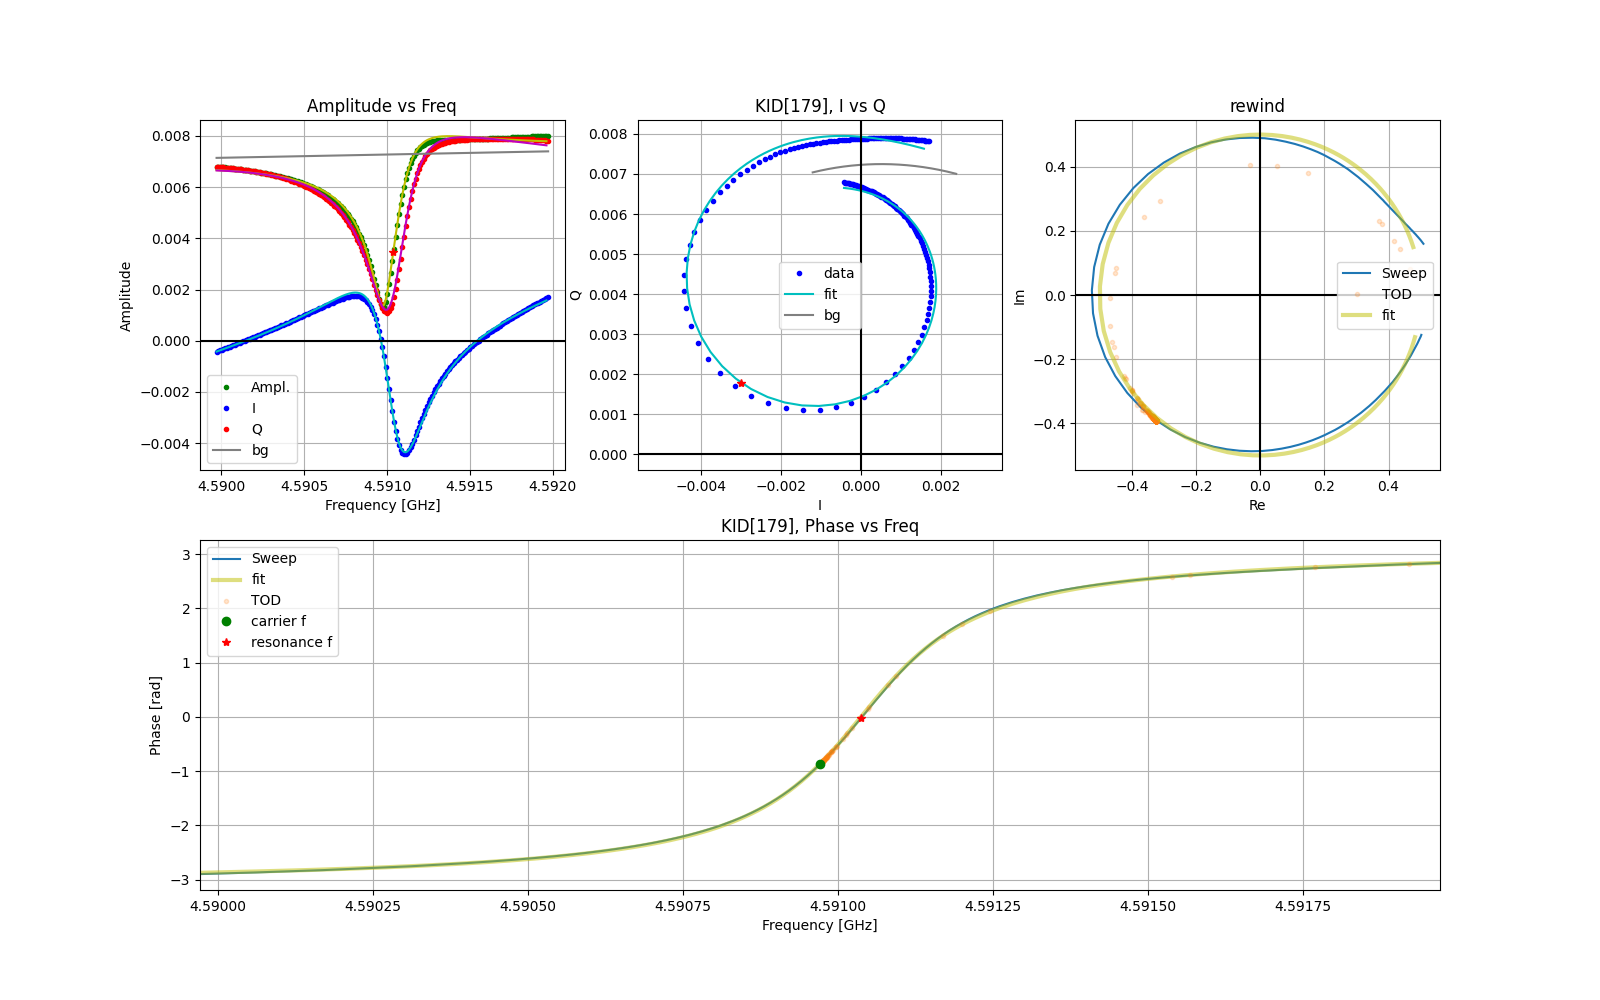 Amplitude vs Freq
Amplitude
0.008
0.006
0.004
0.002
0.000
−0.002
−0.004
Ampl.
I
Q
bg
4.5900 4.5905 4.5910 4.5915 4.5920
Frequency [GHz]
KID[179], I vs Q
Q
0.008
0.007
0.006
0.005
0.004
0.003
0.002
0.001
0.000
data
fit
bg
−0.004 −0.002 0.000 0.002
I
rewind
Im
0.4
0.2
0.0
−0.2
−0.4
Sweep
TOD
fit
−0.4 −0.2 0.0 0.2 0.4
Re
KID[179], Phase vs Freq
Phase [rad]
3
2
1
0
−1
−2
−3
Sweep
fit
TOD
carrier f
resonance f
4.59000 4.59025 4.59050 4.59075 4.59100 4.59125 4.59150 4.59175
Frequency [GHz]